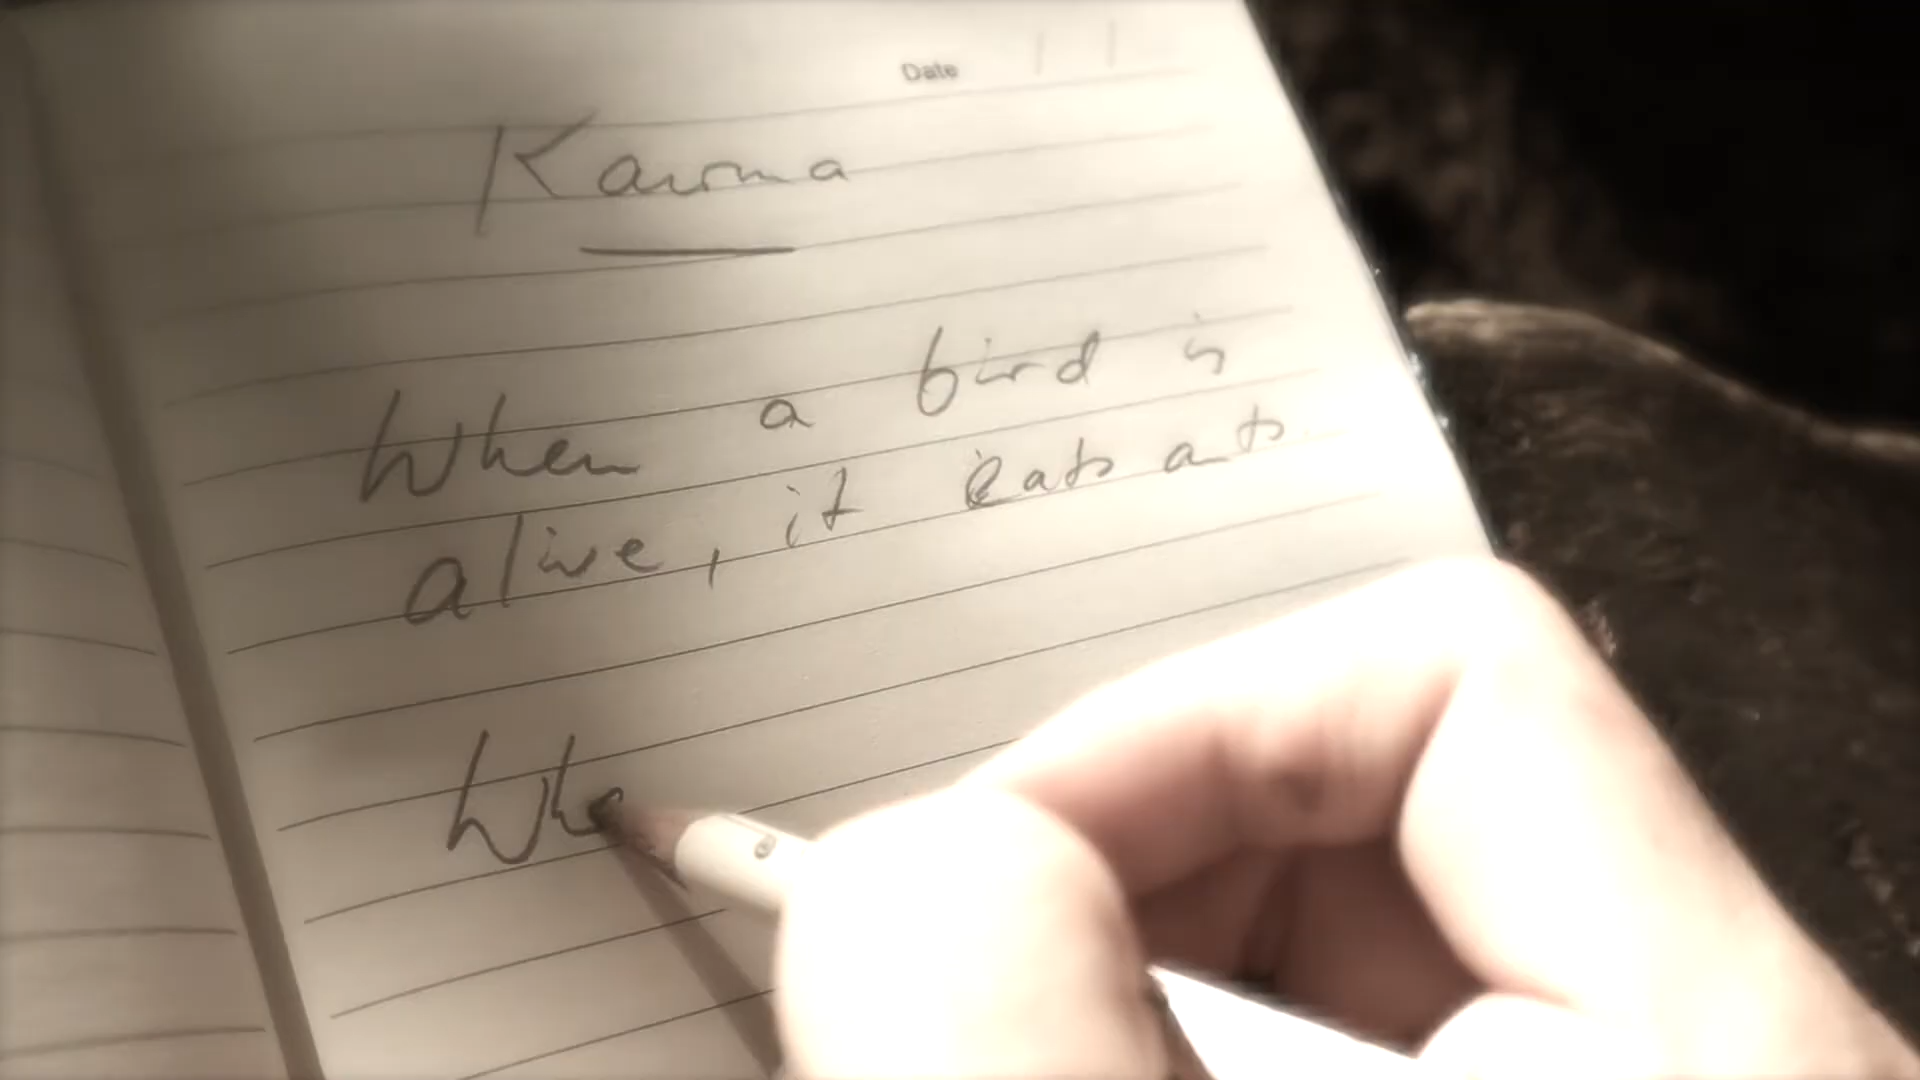 Date
Karma
When a bird is
alive, it eats ants
Whe